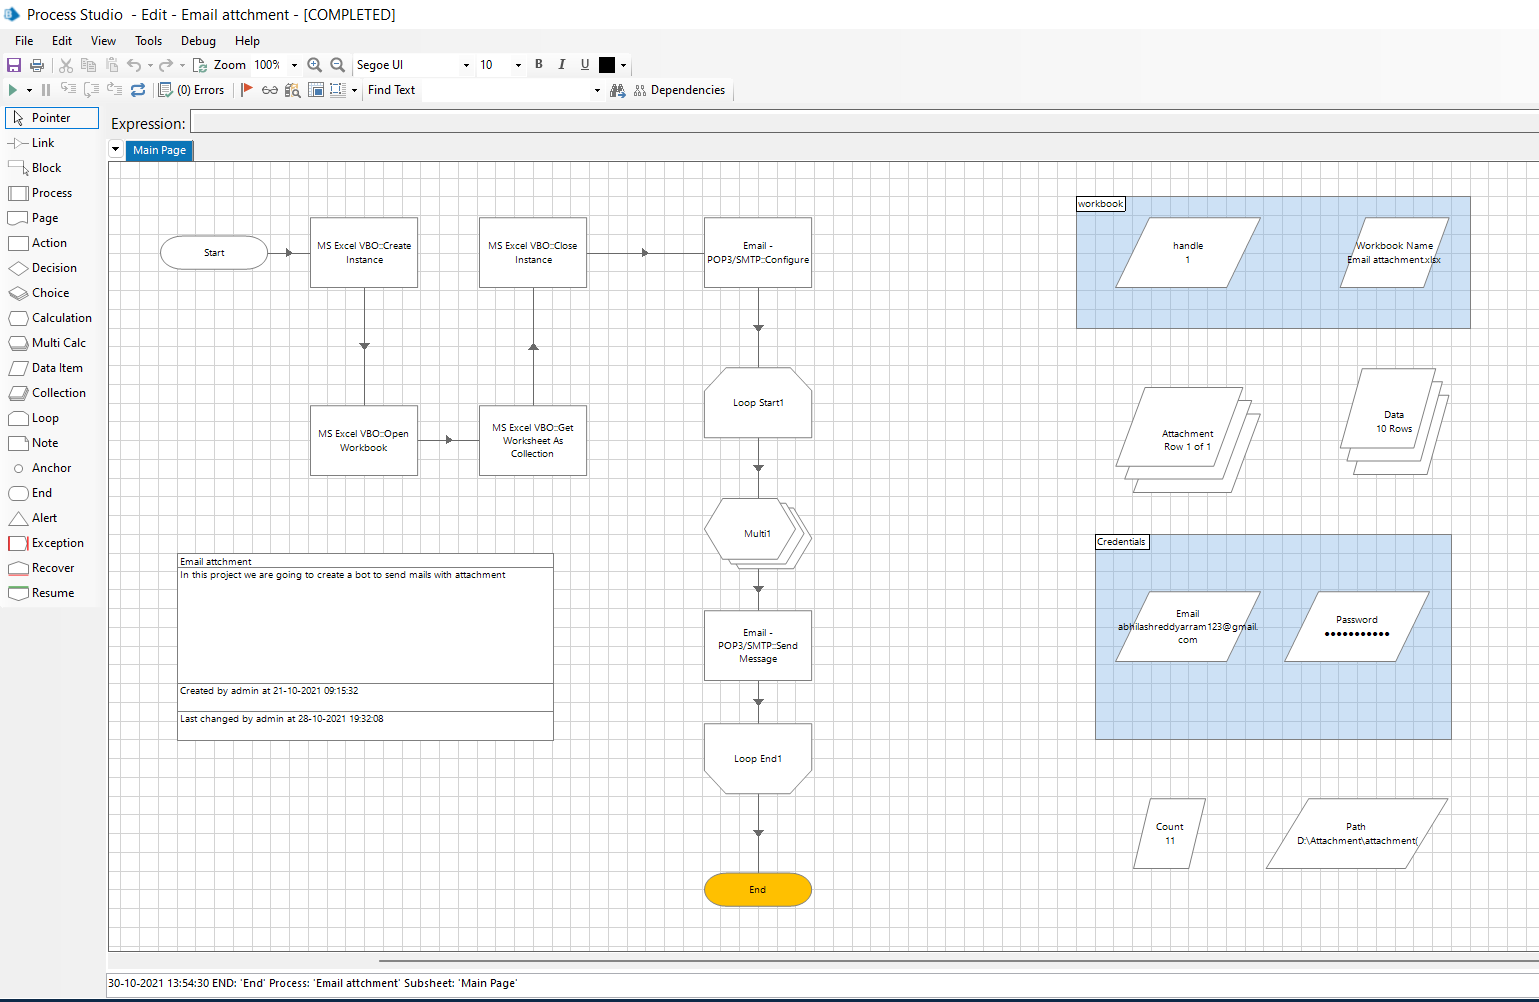 Process Studio - Edit - Email attchment - [COMPLETED]
File Edit View Tools Debug Help
Zoom 100% Segoe UI 10 B I U
(0) Errors Find Text Dependencies
Pointer
Link
Block
Process
Page
Action
Decision
Choice
Calculation
Multi Calc
Data Item
Collection
Loop
Note
Anchor
End
Alert
Exception
Recover
Resume
Expression:
Main Page
Start
MS Excel VBO::Create
Instance
MS Excel VBO::Close
Instance
Email -
POP3/SMTP::Configure
MS Excel VBO::Open
Workbook
MS Excel VBO::Get
Worksheet As
Collection
Loop Start1
Multi1
Email -
POP3/SMTP::Send
Message
Loop End1
End
Email attchment
In this project we are going to create a bot to send mails with attachment
Created by admin at 21-10-2021 09:15:32
Last changed by admin at 28-10-2021 19:32:08
workbook
handle
1
Workbook Name
Email attachment.xlsx
Attachment
Row 1 of 1
Data
10 Rows
Credentials
Email
abhilashreddyarram123@gmail.
com
Password
•••••••••••
Count
11
Path
D:\Attachment\attachment(
30-10-2021 13:54:30 END: 'End' Process: 'Email attchment' Subsheet: 'Main Page'